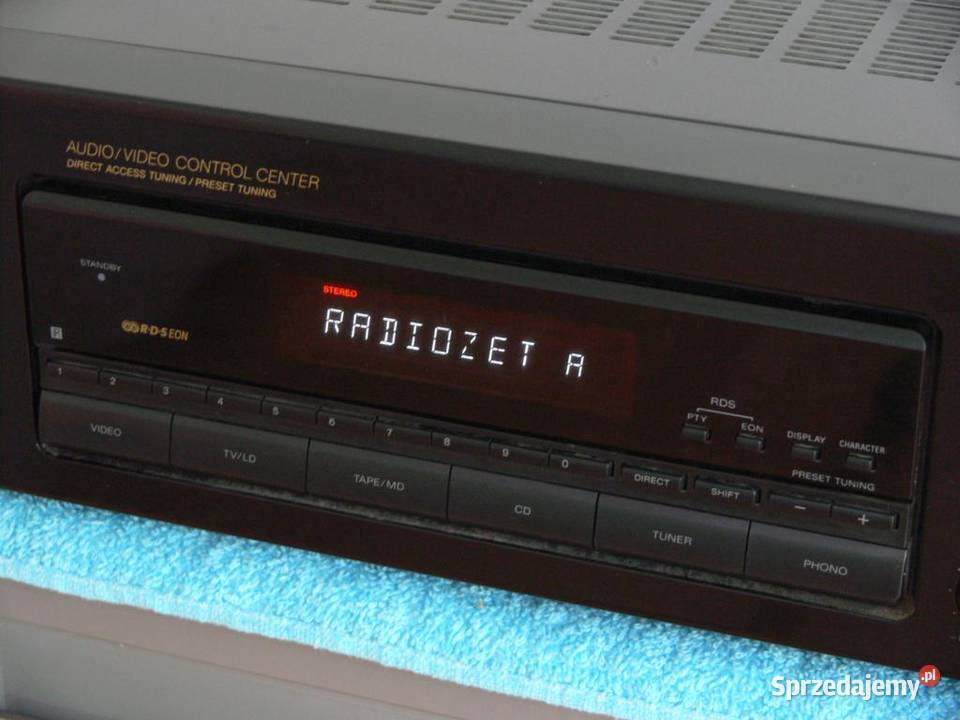 AUDIO/VIDEO CONTROL CENTER
DIRECT ACCESS TUNING / PRESET TUNING
STANDBY
STEREO
RADIOZET A
R·D·S EON
R
1 2 3 4 5 6 7 8 9 0
RDS
PTY EON DISPLAY CHARACTER
PRESET TUNING
DIRECT SHIFT − +
VIDEO TV/LD TAPE/MD CD TUNER PHONO
Sprzedajemy.pl